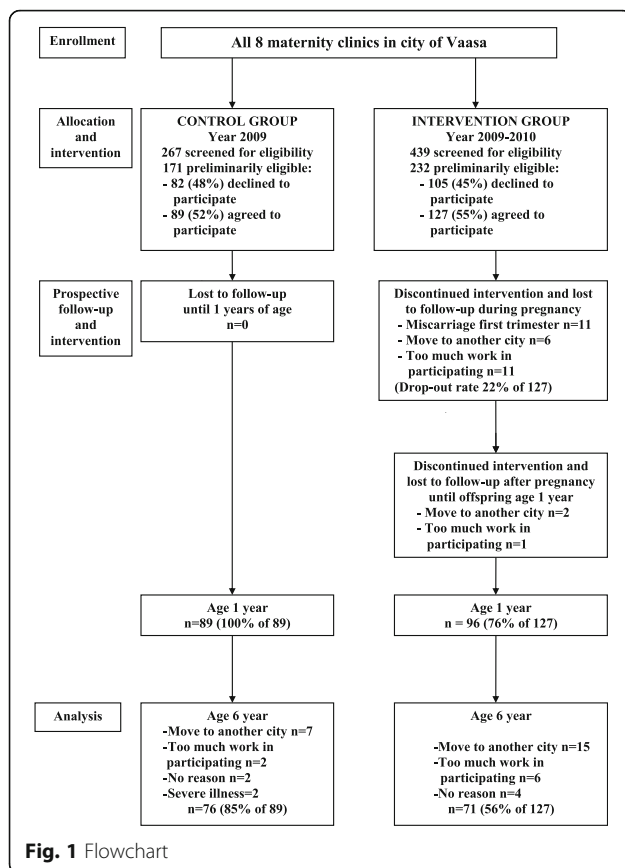 Enrollment
All 8 maternity clinics in city of Vaasa
Allocation
and
intervention
CONTROL GROUP
Year 2009
267 screened for eligibility
171 preliminarily eligible:
- 82 (48%) declined to
participate
- 89 (52%) agreed to
participate
INTERVENTION GROUP
Year 2009-2010
439 screened for eligibility
232 preliminarily eligible:
- 105 (45%) declined to
participate
- 127 (55%) agreed to
participate
Prospective
follow-up
and
intervention
Lost to follow-up
until 1 years of age
n=0
Discontinued intervention and lost
to follow-up during pregnancy
- Miscarriage first trimester n=11
- Move to another city n=6
- Too much work in
participating n=11
(Drop-out rate 22% of 127)
Discontinued intervention and
lost to follow-up after pregnancy
until offspring age 1 year
- Move to another city n=2
- Too much work in
participating n=1
Age 1 year
n=89 (100% of 89)
Age 1 year
n = 96 (76% of 127)
Analysis
Age 6 year
-Move to another city n=7
-Too much work in
participating n=2
-No reason n=2
-Severe illness=2
n=76 (85% of 89)
Age 6 year
-Move to another city n=15
-Too much work in
participating n=6
-No reason n=4
n=71 (56% of 127)
Fig. 1 Flowchart